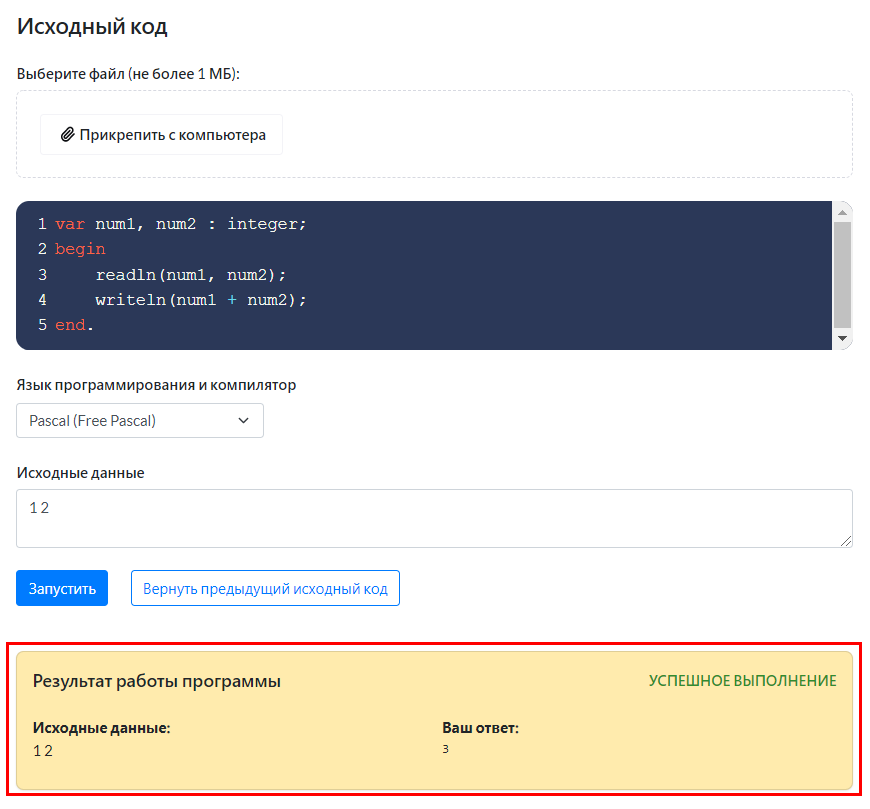 Исходный код
Выберите файл (не более 1 МБ):
Прикрепить с компьютера
1 var num1, num2 : integer;
2 begin
3     readln(num1, num2);
4     writeln(num1 + num2);
5 end.
Язык программирования и компилятор
Pascal (Free Pascal)
Исходные данные
1 2
Запустить Вернуть предыдущий исходный код
Результат работы программы УСПЕШНОЕ ВЫПОЛНЕНИЕ
Исходные данные: Ваш ответ:
1 2 3